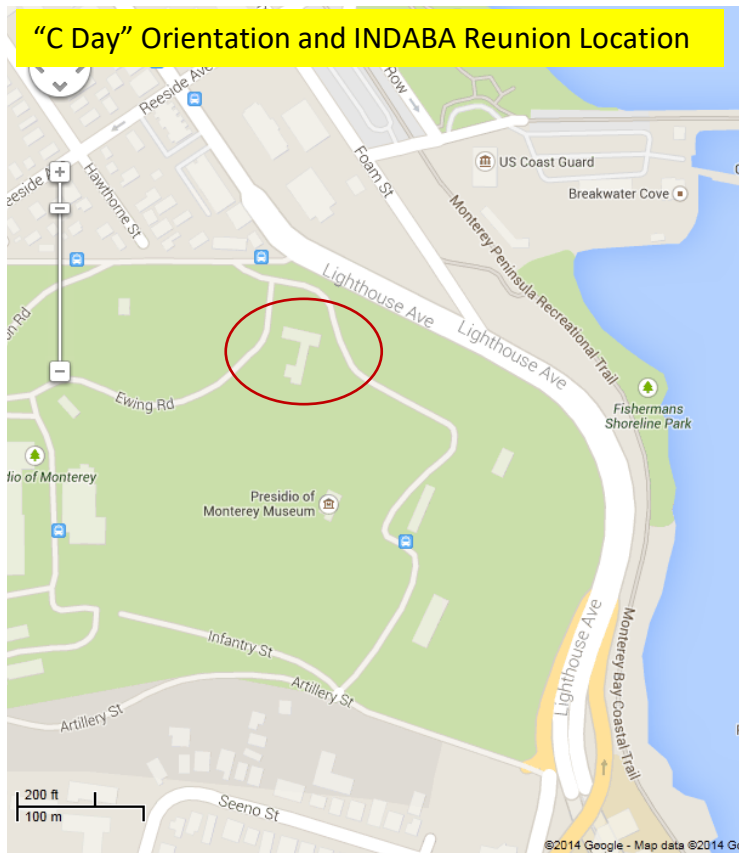 “C Day” Orientation and INDABA Reunion Location
Reeside Ave
Row
Foam St
US Coast Guard
Breakwater Cove
Hawthorne St
Monterey Peninsula Recreational Trail
Lighthouse Ave
Lighthouse Ave
Ewing Rd
Fishermans
Shoreline Park
dio of Monterey
Presidio of
Monterey Museum
Infantry St
Artillery St
Artillery St
Lighthouse Ave
Monterey Bay Coastal Trail
Seeno St
200 ft
100 m
©2014 Google - Map data ©2014 Go